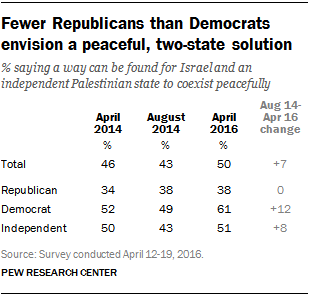 Fewer Republicans than Democrats
envision a peaceful, two-state solution
% saying a way can be found for Israel and an
independent Palestinian state to coexist peacefully
April 2014 August 2014 April 2016 Aug 14-Apr 16 change
% % %
Total 46 43 50 +7
Republican 34 38 38 0
Democrat 52 49 61 +12
Independent 50 43 51 +8
Source: Survey conducted April 12-19, 2016.
PEW RESEARCH CENTER